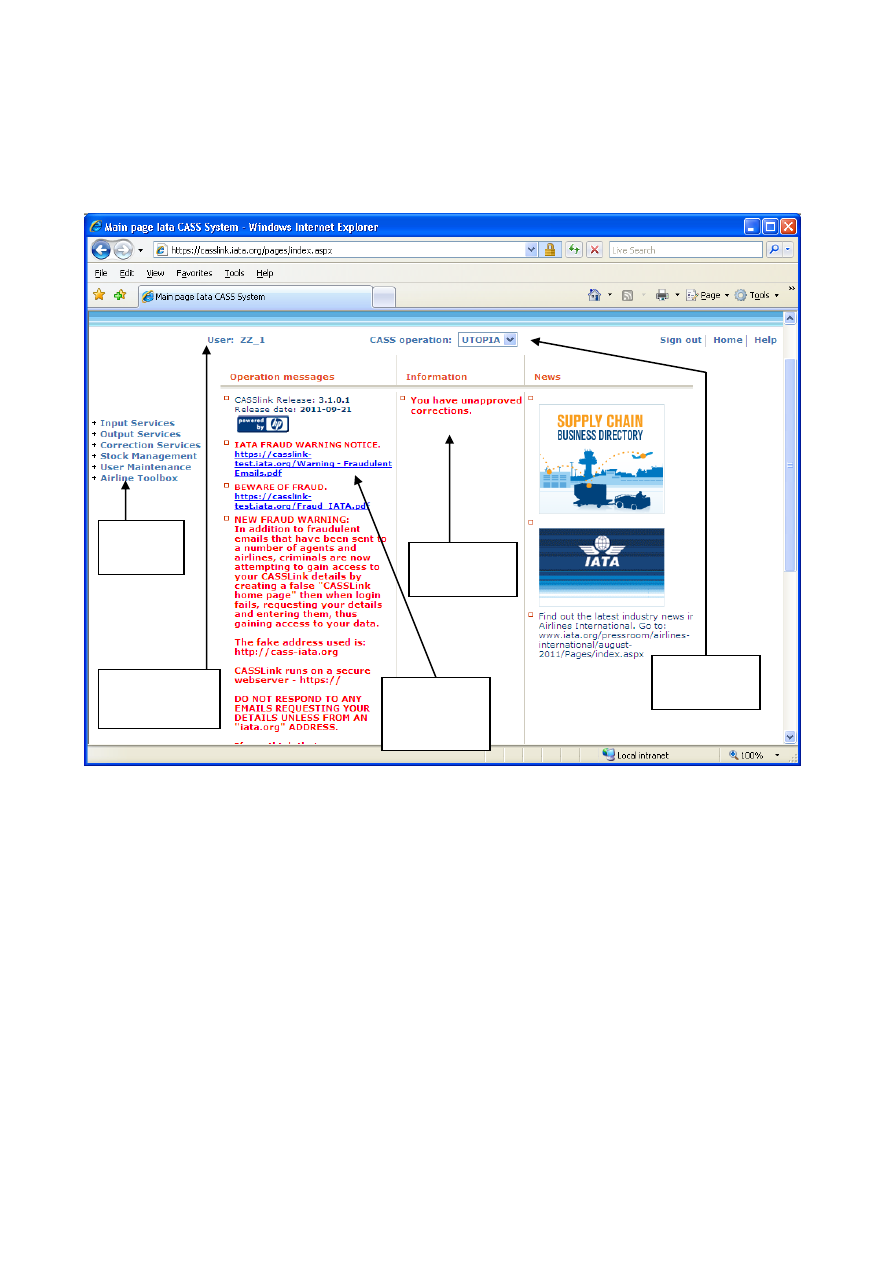 Main page Iata CASS System - Windows Internet Explorer
https://casslink.iata.org/pages/index.aspx
Live Search
File Edit View Favorites Tools Help
Main page Iata CASS System
Page Tools
User: ZZ_1
CASS operation: UTOPIA
Sign out Home Help
+ Input Services
+ Output Services
+ Correction Services
+ Stock Management
+ User Maintenance
+ Airline Toolbox
Operation messages
CASSlink Release: 3.1.0.1
Release date: 2011-09-21
powered
by hp
IATA FRAUD WARNING NOTICE.
https://casslink-
test.iata.org/Warning - Fraudulent
Emails.pdf
BEWARE OF FRAUD.
https://casslink-
test.iata.org/Fraud_IATA.pdf
NEW FRAUD WARNING:
In addition to fraudulent
emails that have been sent to
a number of agents and
airlines, criminals are now
attempting to gain access to
your CASSLink details by
creating a false "CASSLink
home page" then when login
fails, requesting your details
and entering them, thus
gaining access to your data.
The fake address used is:
http://cass-iata.org
CASSLink runs on a secure
webserver - https://
DO NOT RESPOND TO ANY
EMAILS REQUESTING YOUR
DETAILS UNLESS FROM AN
"iata.org" ADDRESS.
Information
You have unapproved
corrections.
News
SUPPLY CHAIN
BUSINESS DIRECTORY
IATA
Find out the latest industry news ir
Airlines International. Go to:
www.iata.org/pressroom/airlines-
international/august-
2011/Pages/index.aspx
Local intranet
100%